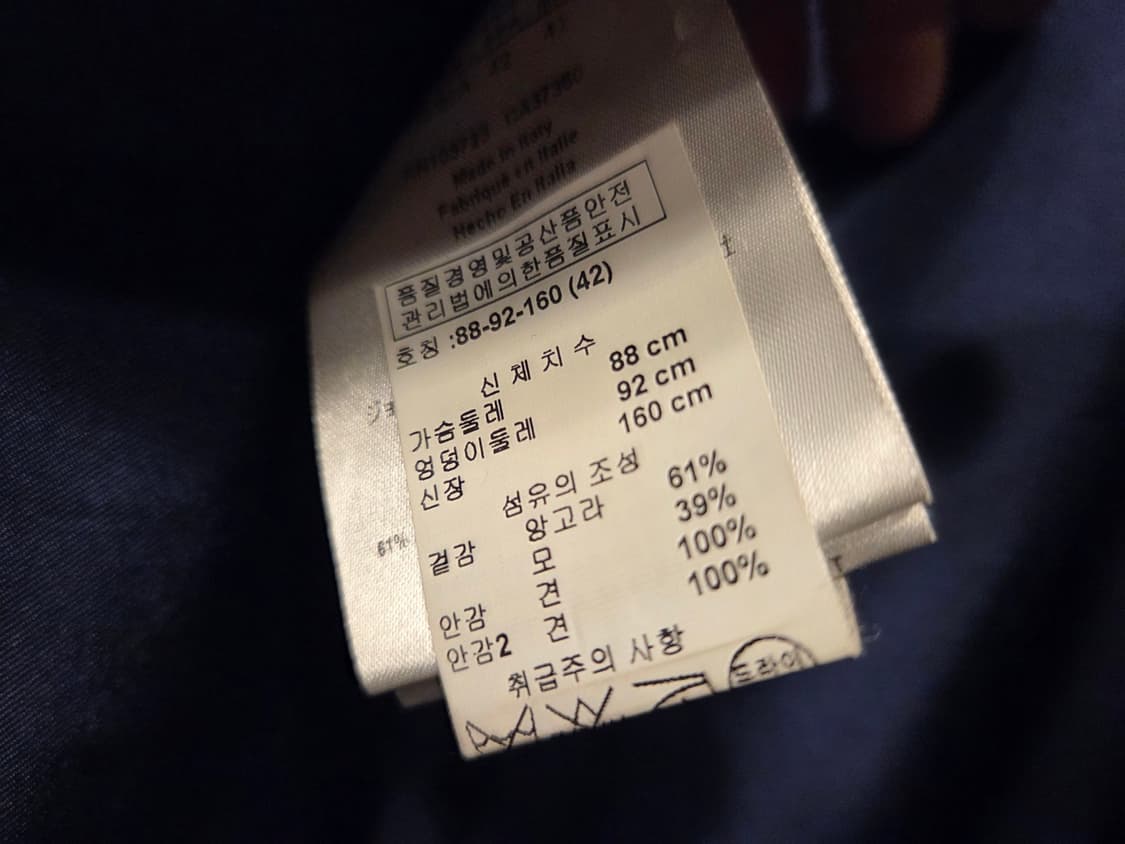 Made in Italy
Fabriqué en Italie
Hecho En Italia
품질경영및공산품안전
관리법에의한품질표시
호칭 :88-92-160 (42)
신 체 치 수
가슴둘레 88 cm
엉덩이둘레 92 cm
신장 160 cm
섬유의 조성
겉감 앙고라 61%
모 39%
안감 견 100%
안감2 견 100%
취급주의 사항
드라이
61%